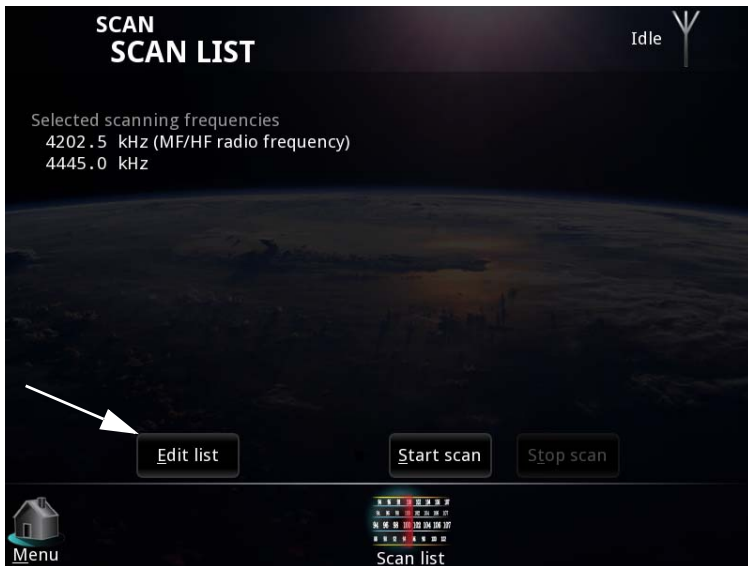 SCAN
SCAN LIST
Idle
Selected scanning frequencies
4202.5 kHz (MF/HF radio frequency)
4445.0 kHz
Edit list
Start scan
Stop scan
Menu
Scan list